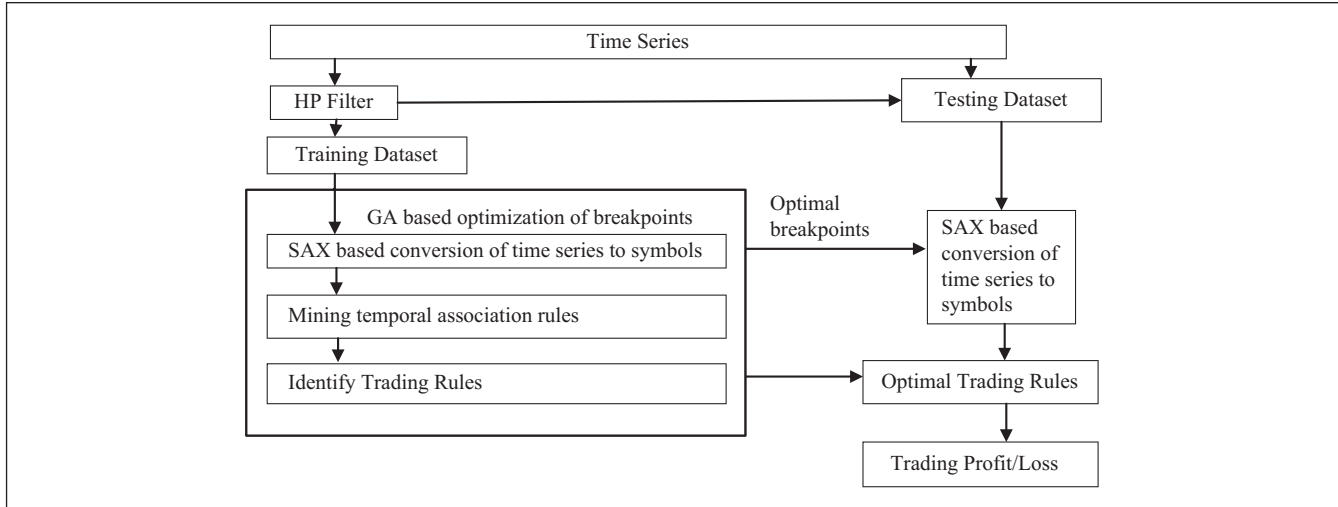 Time Series
HP Filter
Testing Dataset
Training Dataset
GA based optimization of breakpoints
SAX based conversion of time series to symbols
Mining temporal association rules
Identify Trading Rules
Optimal
breakpoints
SAX based
conversion of
time series to
symbols
Optimal Trading Rules
Trading Profit/Loss